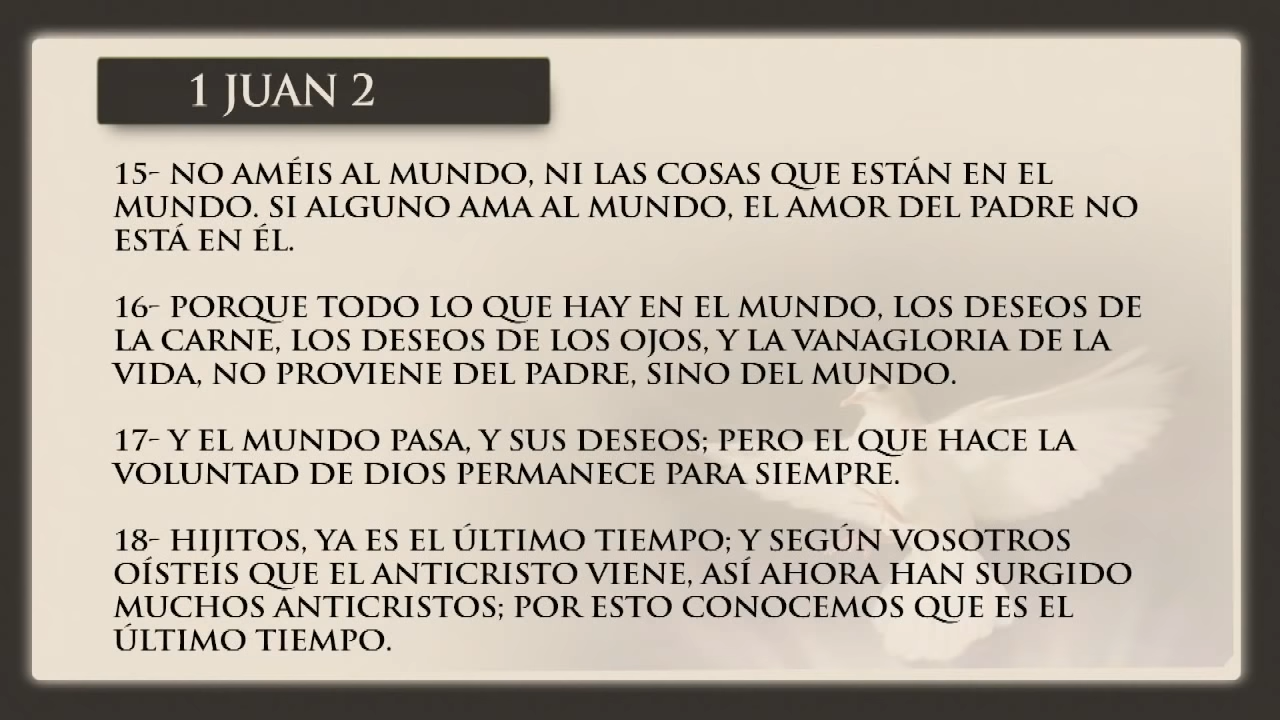 1 JUAN 2
15- NO AMÉIS AL MUNDO, NI LAS COSAS QUE ESTÁN EN EL
MUNDO. SI ALGUNO AMA AL MUNDO, EL AMOR DEL PADRE NO
ESTÁ EN ÉL.
16- PORQUE TODO LO QUE HAY EN EL MUNDO, LOS DESEOS DE
LA CARNE, LOS DESEOS DE LOS OJOS, Y LA VANAGLORIA DE LA
VIDA, NO PROVIENE DEL PADRE, SINO DEL MUNDO.
17- Y EL MUNDO PASA, Y SUS DESEOS; PERO EL QUE HACE LA
VOLUNTAD DE DIOS PERMANECE PARA SIEMPRE.
18- HIJITOS, YA ES EL ÚLTIMO TIEMPO; Y SEGÚN VOSOTROS
OÍSTEIS QUE EL ANTICRISTO VIENE, ASÍ AHORA HAN SURGIDO
MUCHOS ANTICRISTOS; POR ESTO CONOCEMOS QUE ES EL
ÚLTIMO TIEMPO.